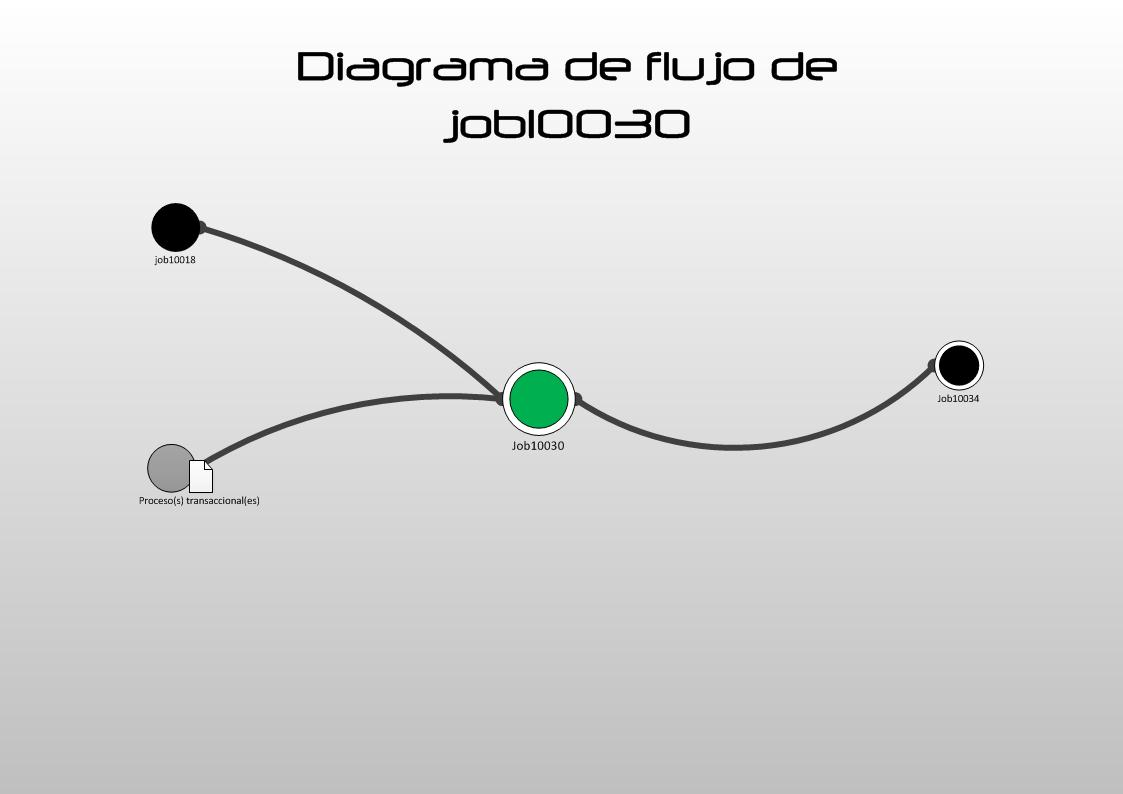 Diagrama de flujo de
job10030
job10018
Job10034
Job10030
Proceso(s) transaccional(es)